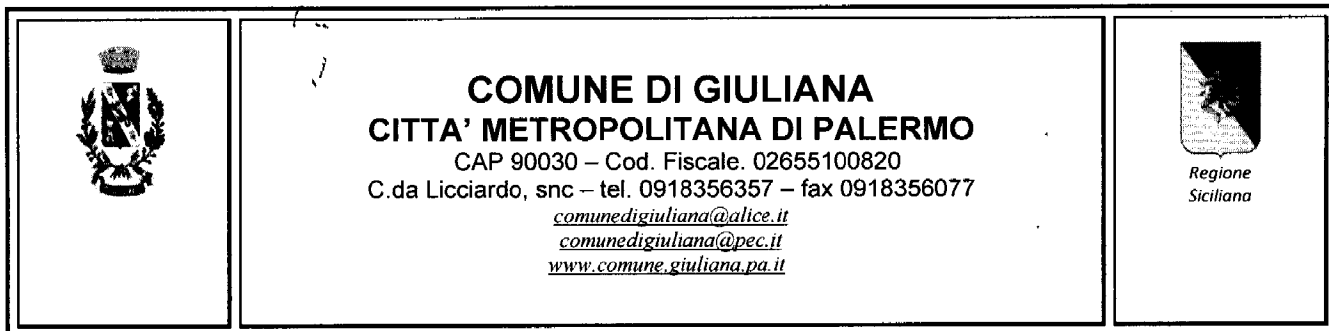 COMUNE DI GIULIANA
CITTA' METROPOLITANA DI PALERMO
CAP 90030 – Cod. Fiscale. 02655100820
C.da Licciardo, snc – tel. 0918356357 – fax 0918356077
comunedigiuliana@alice.it
comunedigiuliana@pec.it
www.comune.giuliana.pa.it
Regione
Siciliana